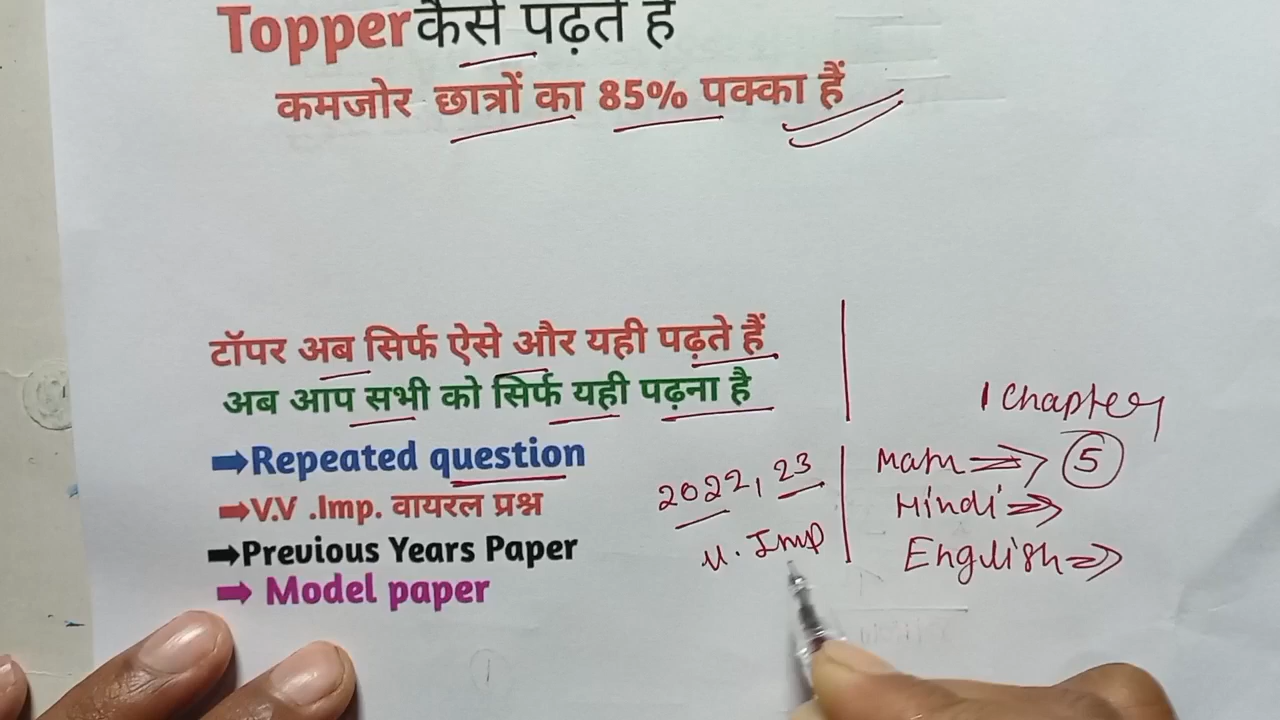 Topper कैसे पढ़ते हैं
कमजोर छात्रों का 85% पक्का हैं
टॉपर अब सिर्फ ऐसे और यही पढ़ते हैं
अब आप सभी को सिर्फ यही पढ़ना है
➡Repeated question
➡V.V .Imp. वायरल प्रश्न
➡Previous Years Paper
➡ Model paper
2022, 23
Imp
1 Chapter
Math ⇒ 5
Hindi ⇒
English ⇒